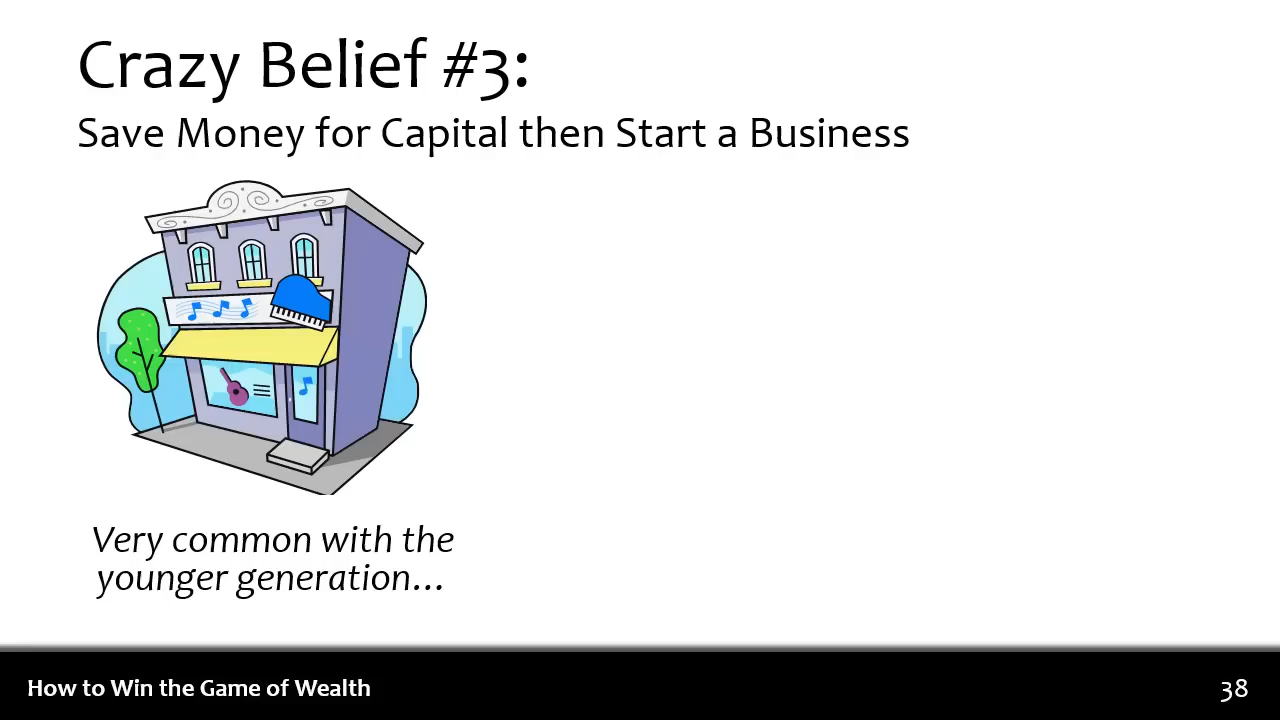 Crazy Belief #3:
Save Money for Capital then Start a Business
Very common with the
younger generation...
How to Win the Game of Wealth
38